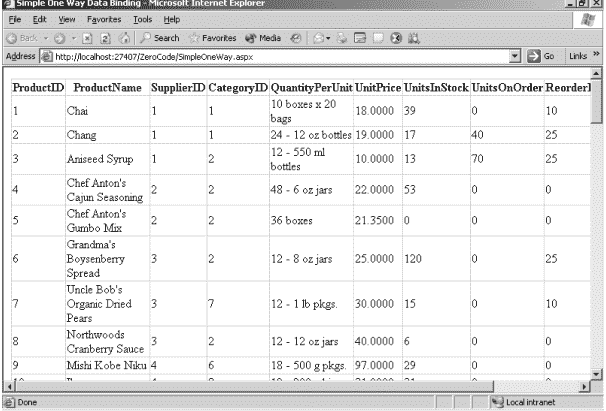 Simple One Way Data Binding - Microsoft Internet Explorer
File Edit View Favorites Tools Help
Back Search Favorites Media
Address http://localhost:27407/ZeroCode/SimpleOneWay.aspx Go Links »
ProductID ProductName SupplierID CategoryID QuantityPerUnit UnitPrice UnitsInStock UnitsOnOrder ReorderL
1 Chai 1 1 10 boxes x 20 bags 18.0000 39 0 10
2 Chang 1 1 24 - 12 oz bottles 19.0000 17 40 25
3 Aniseed Syrup 1 2 12 - 550 ml bottles 10.0000 13 70 25
4 Chef Anton's Cajun Seasoning 2 2 48 - 6 oz jars 22.0000 53 0 0
5 Chef Anton's Gumbo Mix 2 2 36 boxes 21.3500 0 0 0
6 Grandma's Boysenberry Spread 3 2 12 - 8 oz jars 25.0000 120 0 25
7 Uncle Bob's Organic Dried Pears 3 7 12 - 1 lb pkgs. 30.0000 15 0 10
8 Northwoods Cranberry Sauce 3 2 12 - 12 oz jars 40.0000 6 0 0
9 Mishi Kobe Niku 4 6 18 - 500 g pkgs. 97.0000 29 0 0
Done Local intranet